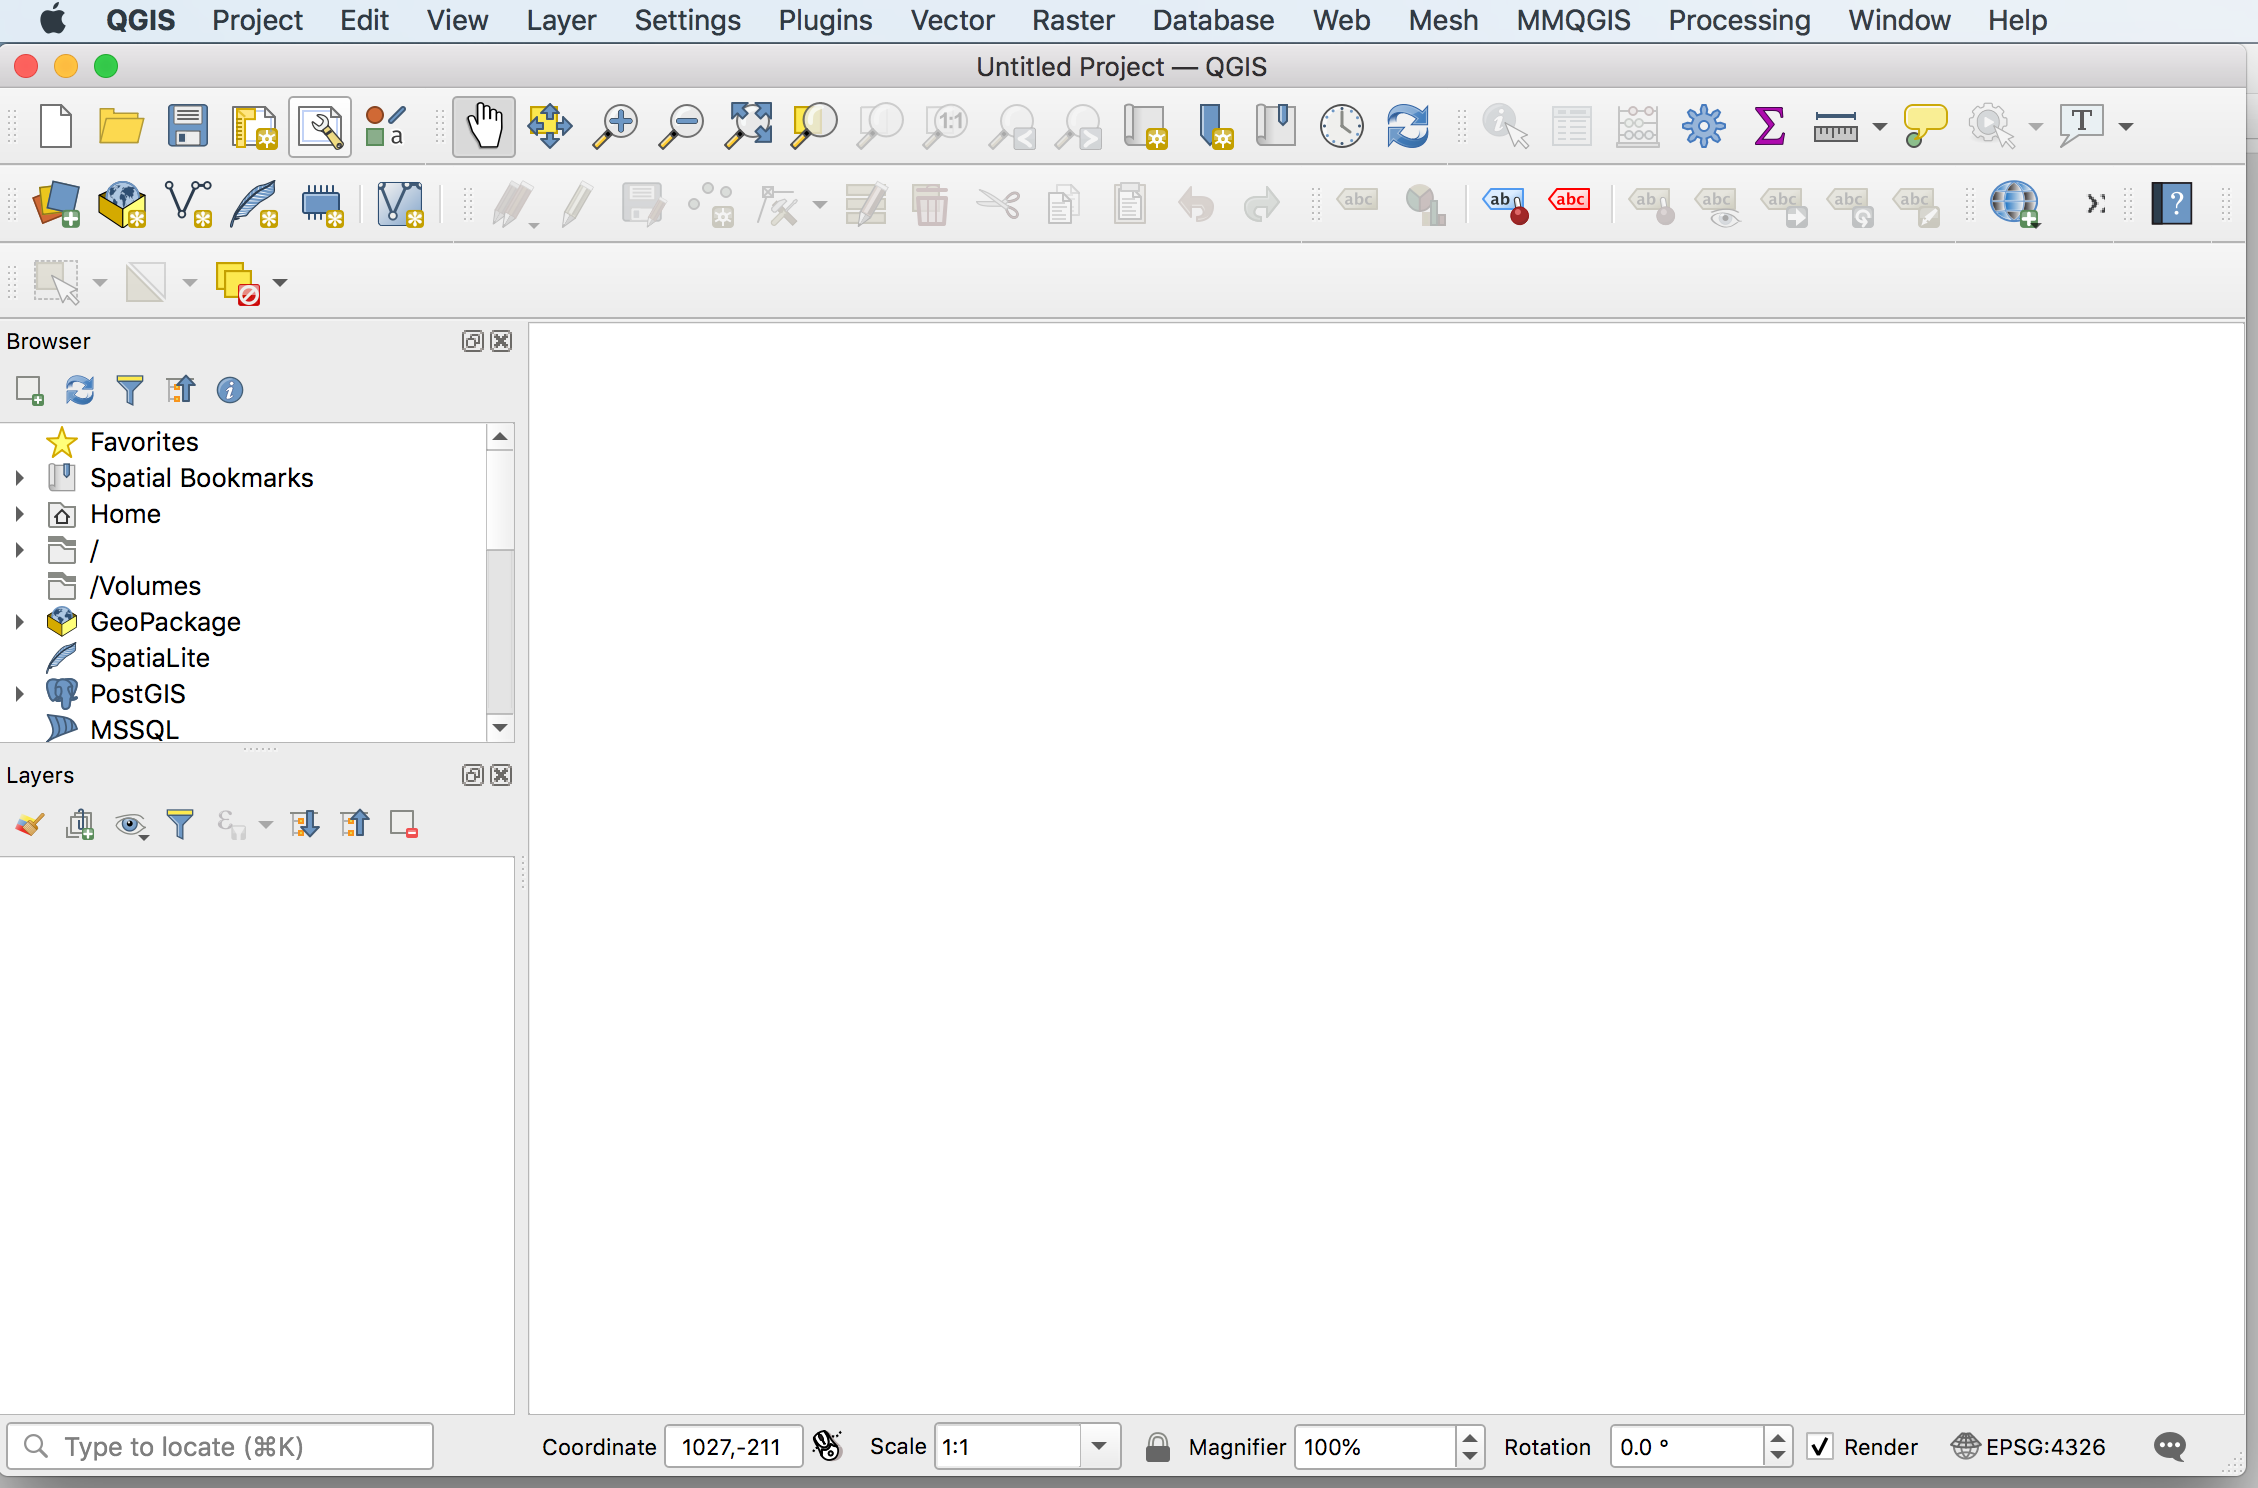 QGIS Project Edit View Layer Settings Plugins Vector Raster Database Web Mesh MMQGIS Processing Window Help
Untitled Project — QGIS
a 1:1 Σ T
abc ab abc abc abc abc abc abc ?
Browser
Favorites
Spatial Bookmarks
Home
/
/Volumes
GeoPackage
SpatiaLite
PostGIS
MSSQL
Layers
ε
Type to locate (⌘K) Coordinate 1027,-211 Scale 1:1 Magnifier 100% Rotation 0.0 ° Render EPSG:4326